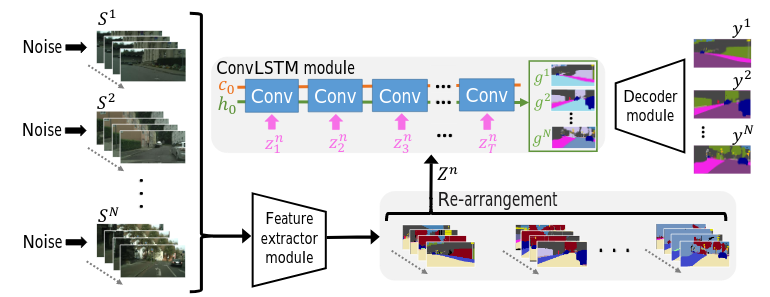 S^1
Noise
S^2
Noise
S^N
Noise
Feature
extractor
module
ConvLSTM module
c_0
h_0
Conv
Conv
Conv
...
Conv
z_1^n
z_2^n
z_3^n
...
z_T^n
g^1
g^2
g^N
Z^n
Re-arrangement
Decoder
module
y^1
y^2
y^N